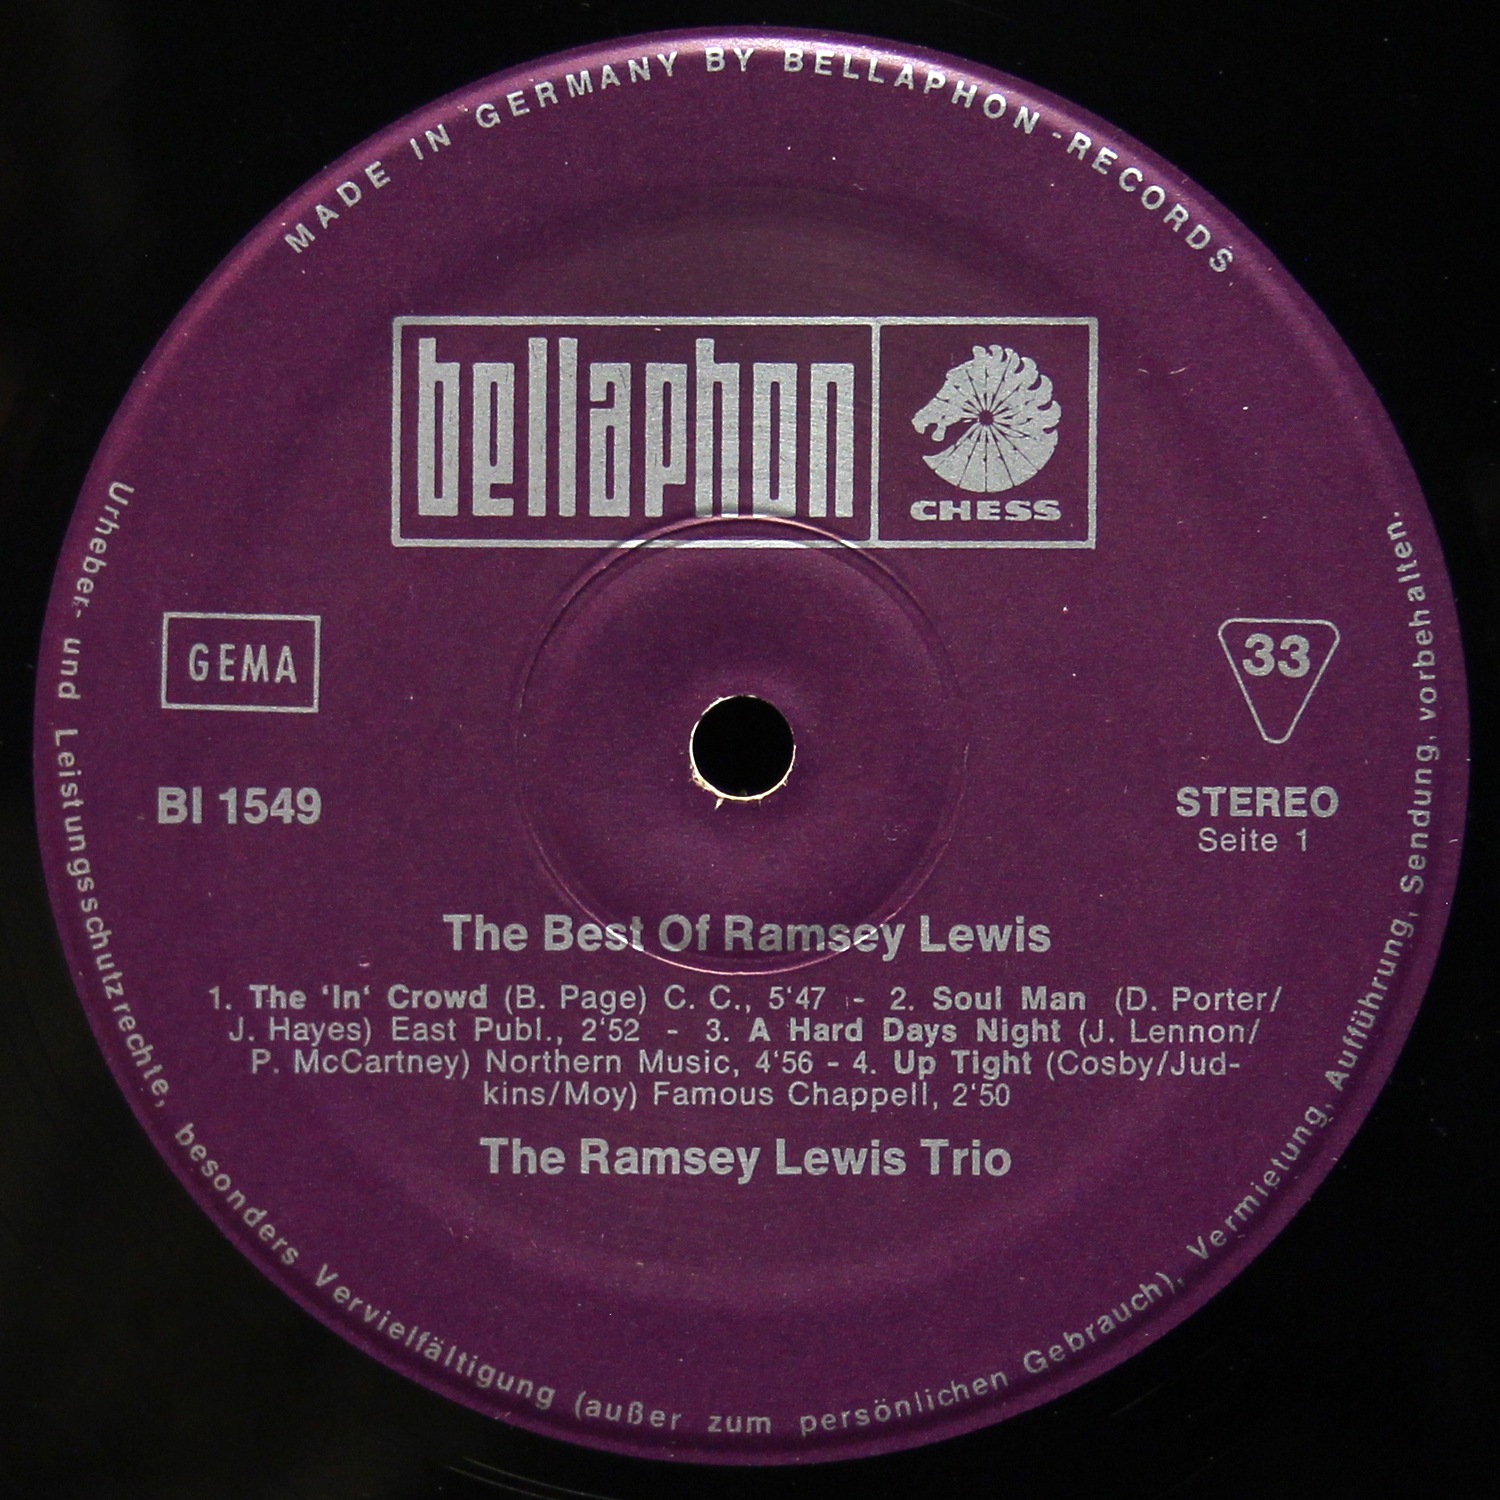 MADE IN GERMANY BY BELLAPHON-RECORDS
bellaphon
CHESS
GEMA
33
BI 1549
STEREO
Seite 1
The Best Of Ramsey Lewis
1. The ‘In‘ Crowd (B. Page) C. C., 5‘47 - 2. Soul Man (D. Porter/
J. Hayes) East Publ., 2‘52 - 3. A Hard Days Night (J. Lennon/
P. McCartney) Northern Music, 4‘56 - 4. Up Tight (Cosby/Jud-
kins/Moy) Famous Chappell, 2‘50
The Ramsey Lewis Trio
Urheber- und Leistungsschutzrechte, besonders Vervielfältigung (außer zum persönlichen Gebrauch), Vermietung, Aufführung, Sendung, vorbehalten.